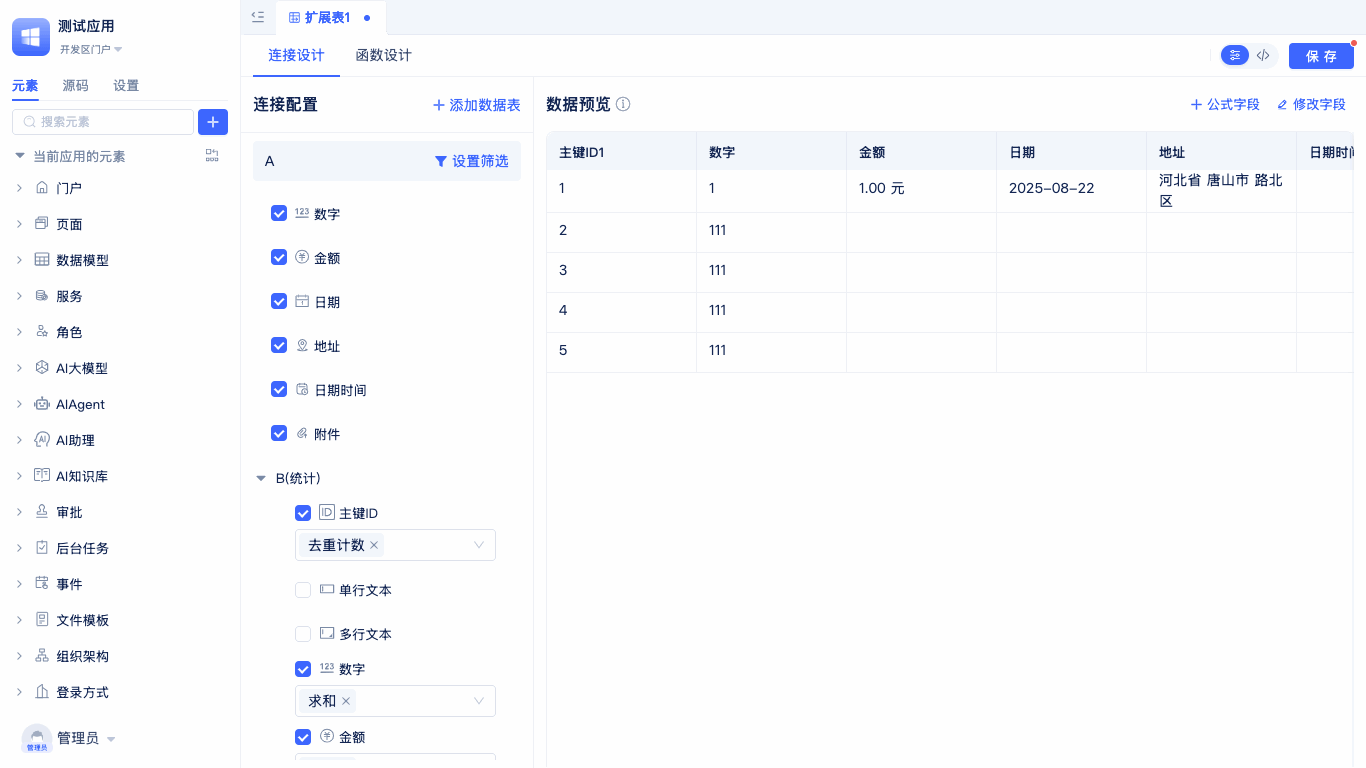 测试应用
开发区门户
元素 源码 设置
搜索元素
当前应用的元素
门户
页面
数据模型
服务
角色
AI大模型
AIAgent
AI助理
AI知识库
审批
后台任务
事件
文件模板
组织架构
登录方式
管理员
管理员
扩展表1
连接设计 函数设计
保存
连接配置
添加数据表
A
设置筛选
123 数字
金额
日期
地址
日期时间
附件
B(统计)
ID 主键ID
去重计数
单行文本
多行文本
123 数字
求和
金额
数据预览
公式字段 修改字段
主键ID1 数字 金额 日期 地址 日期时间
1 1 1.00 元 2025-08-22 河北省 唐山市 路北
区
2 111
3 111
4 111
5 111